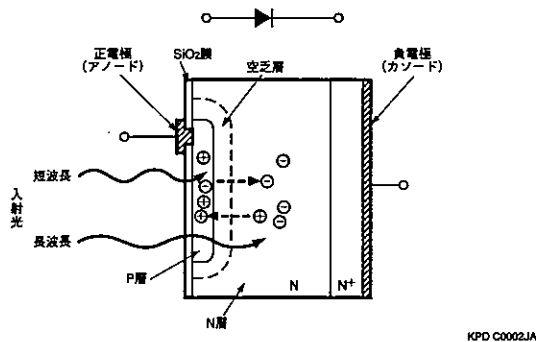 正電極
(アノード)
SiO2膜
空乏層
負電極
(カソード)
入射光
短波長
長波長
P層
N層
N
N+
KPD C0002JA